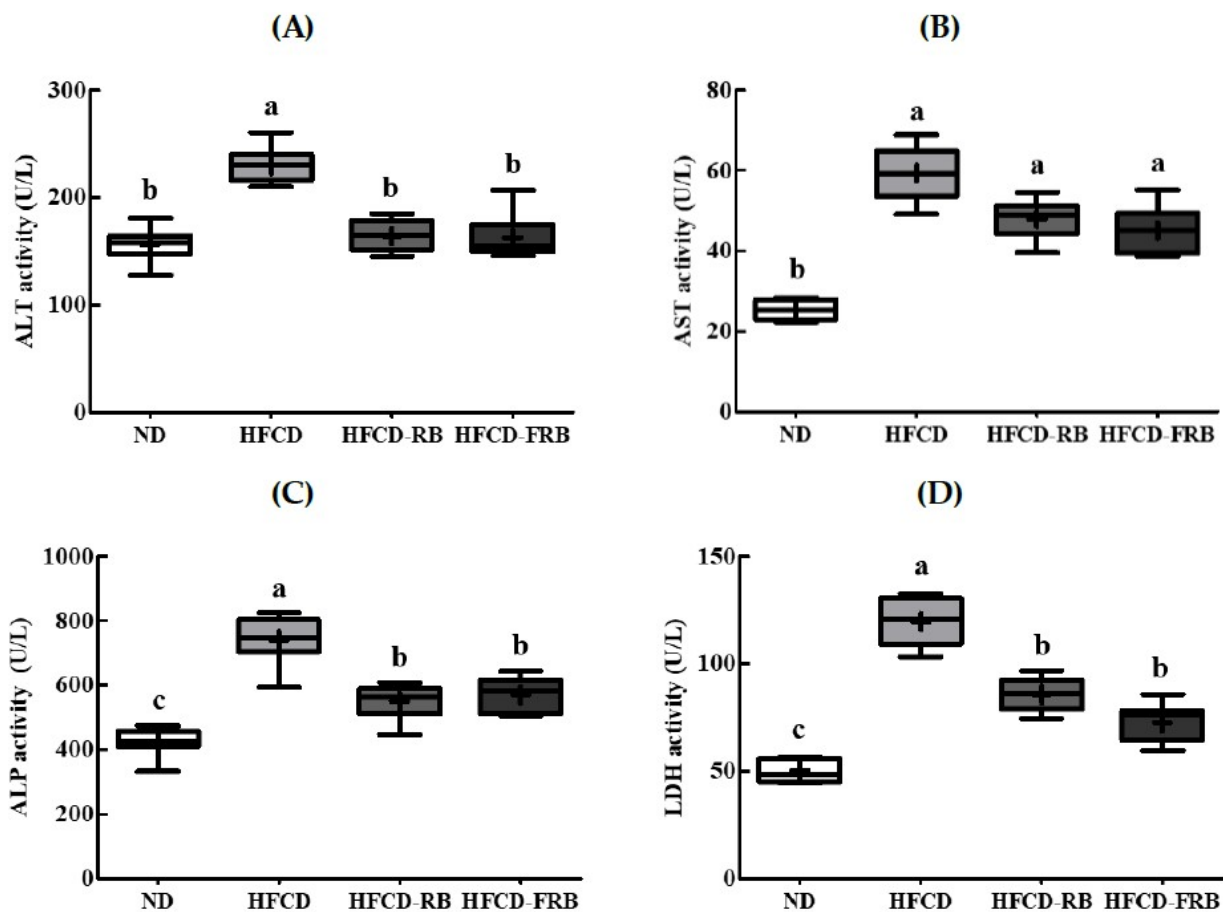 (A)
ALT activity (U/L)
300
200
100
0
b
a
b
b
ND HFCD HFCD-RB HFCD-FRB
(B)
AST activity (U/L)
80
60
40
20
0
b
a
a
a
ND HFCD HFCD-RB HFCD-FRB
(C)
ALP activity (U/L)
1000
800
600
400
200
0
c
a
b
b
ND HFCD HFCD-RB HFCD-FRB
(D)
LDH activity (U/L)
150
100
50
0
c
a
b
b
ND HFCD HFCD-RB HFCD-FRB